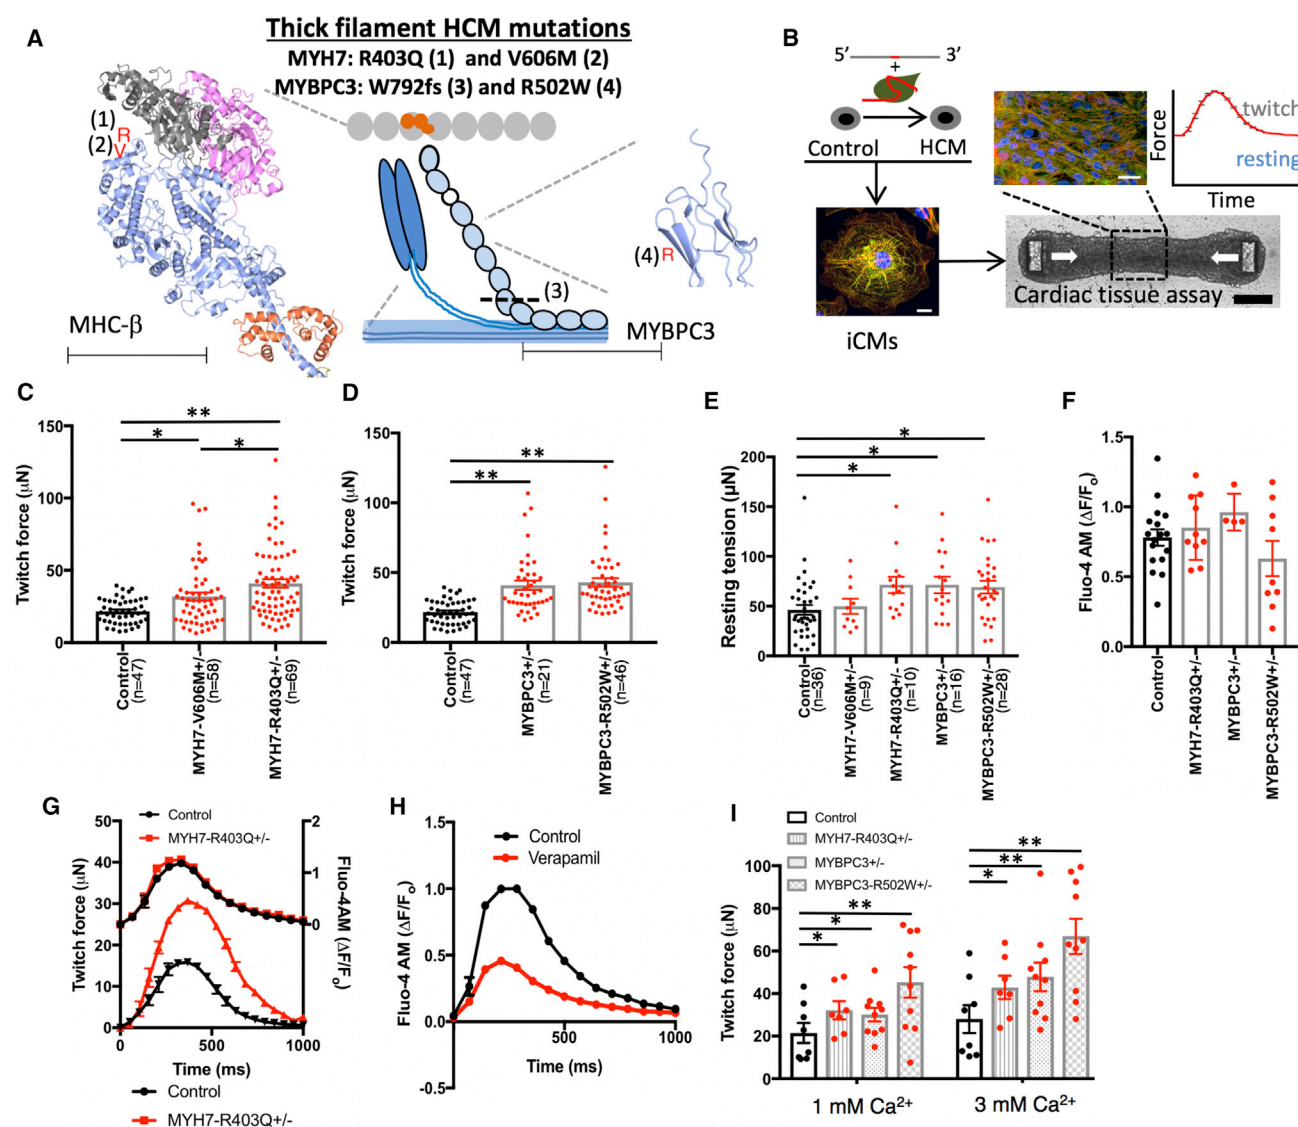 A
Thick filament HCM mutations
MYH7: R403Q (1) and V606M (2)
MYBPC3: W792fs (3) and R502W (4)
(1)
R
(2)
V
(4)
R
(3)
MHC-β
MYBPC3
B
5’
3’
+
Control
HCM
iCMs
Force
twitch
resting
Time
Cardiac tissue assay
C
**
*
*
Twitch force (µN)
150
100
50
0
Control
(n=47)
MYH7-V606M+/-
(n=58)
MYH7-R403Q+/-
(n=69)
D
**
**
Twitch force (µN)
150
100
50
0
Control
(n=47)
MYBPC3+/-
(n=21)
MYBPC3-R502W+/-
(n=46)
E
*
*
*
Resting tension (µN)
200
150
100
50
0
Control
(n=36)
MYH7-V606M+/-
(n=9)
MYH7-R403Q+/-
(n=10)
MYBPC3+/-
(n=16)
MYBPC3-R502W+/-
(n=28)
F
Fluo-4 AM (ΔF/Fo)
1.5
1.0
0.5
0.0
Control
MYH7-R403Q+/-
MYBPC3+/-
MYBPC3-R502W+/-
G
Control
MYH7-R403Q+/-
Twitch force (µN)
50
40
30
20
10
0
2
1
0
Fluo-4AM (ΔF/Fo)
0
500
1000
Time (ms)
Control
MYH7-R403Q+/-
H
Control
Verapamil
Fluo-4 AM (ΔF/Fo)
1.5
1.0
0.5
0.0
-0.5
500
1000
Time (ms)
I
Control
MYH7-R403Q+/-
MYBPC3+/-
MYBPC3-R502W+/-
**
*
*
**
**
*
Twitch force (µN)
100
80
60
40
20
0
1 mM Ca2+
3 mM Ca2+